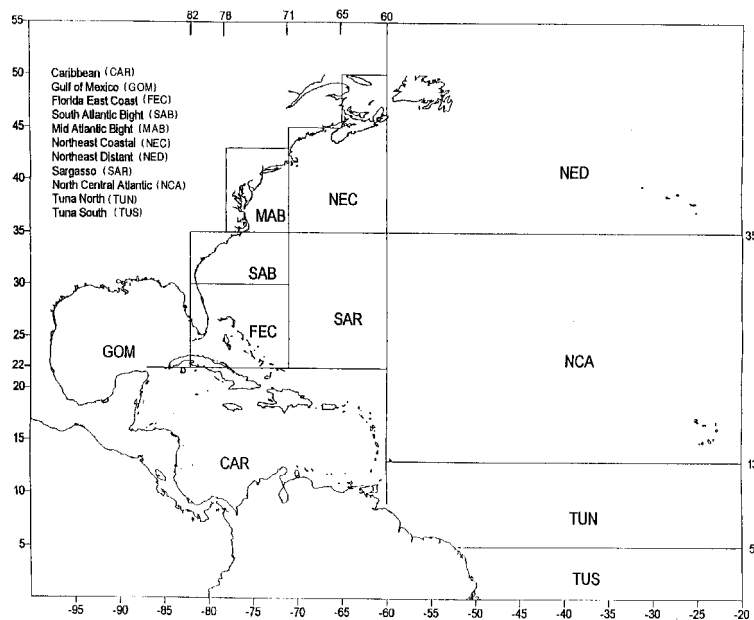 82 78 71 65 60
55
50
45
40
35
30
25
22
20
15
10
5
Caribbean (CAR)
Gulf of Mexico (GOM)
Florida East Coast (FEC)
South Atlantic Bight (SAB)
Mid Atlantic Bight (MAB)
Northeast Coastal (NEC)
Northeast Distant (NED)
Sargasso (SAR)
North Central Atlantic (NCA)
Tuna North (TUN)
Tuna South (TUS)
NED
NEC
MAB
35
SAB
SAR
FEC
GOM
NCA
CAR
13
TUN
5
TUS
-95 -90 -85 -80 -75 -70 -65 -60 -55 -50 -45 -40 -35 -30 -25 -20